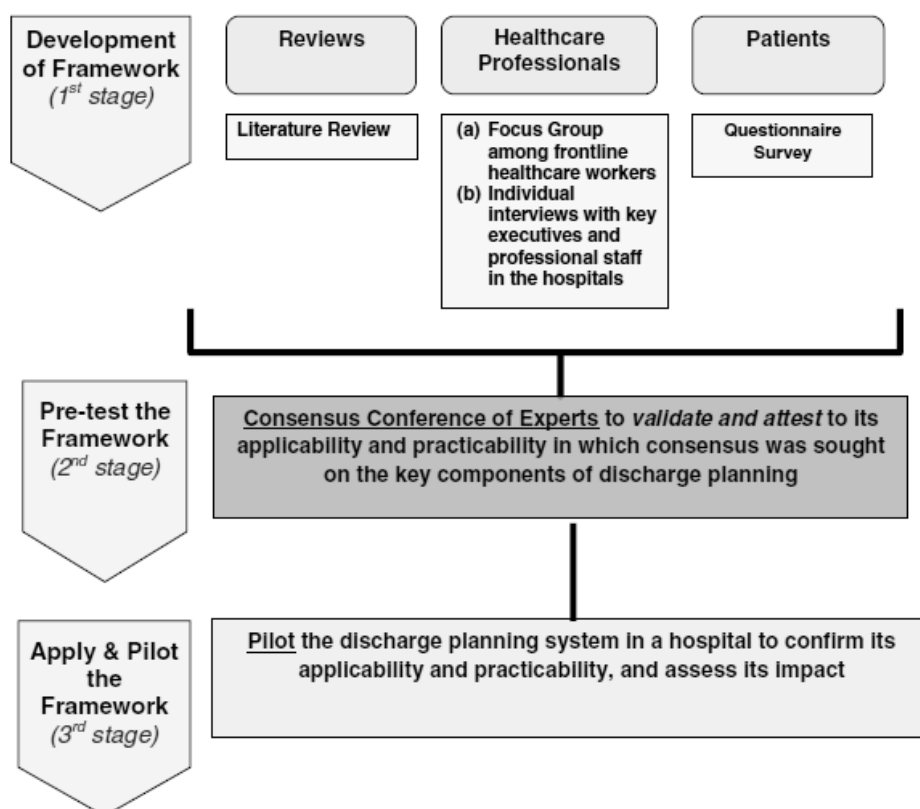 Development
of Framework
(1st stage)
Reviews
Healthcare
Professionals
Patients
Literature Review
(a) Focus Group
among frontline
healthcare workers
(b) Individual
interviews with key
executives and
professional staff
in the hospitals
Questionnaire
Survey
Pre-test the
Framework
(2nd stage)
Consensus Conference of Experts to validate and attest to its
applicability and practicability in which consensus was sought
on the key components of discharge planning
Apply & Pilot
the
Framework
(3rd stage)
Pilot the discharge planning system in a hospital to confirm its
applicability and practicability, and assess its impact